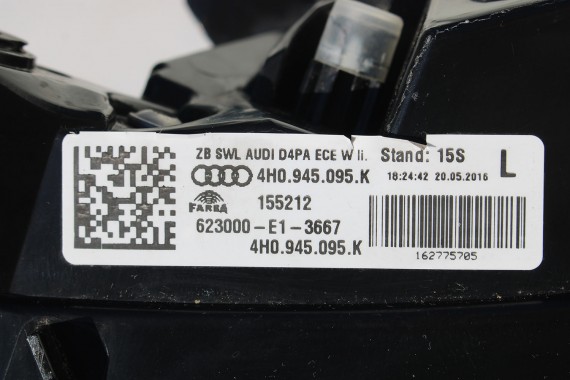 ZB SWL AUDI D4PA ECE W li. Stand: 15S L
4H0.945.095.K 18:24:42 20.05.2016
FARBA 155212
623000-E1-3667
4H0.945.095.K 162775705